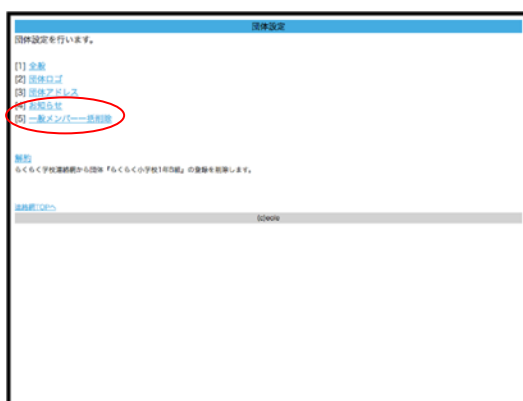 団体設定
団体設定を行います。
[1] 全般
[2] 団体ロゴ
[3] 団体アドレス
[4] お知らせ
[5] 一般メンバー一括削除
解約
らくらく学校連絡網から団体『らくらく小学校1年3組』の登録を削除します。
連絡網TOPへ
(c)eole